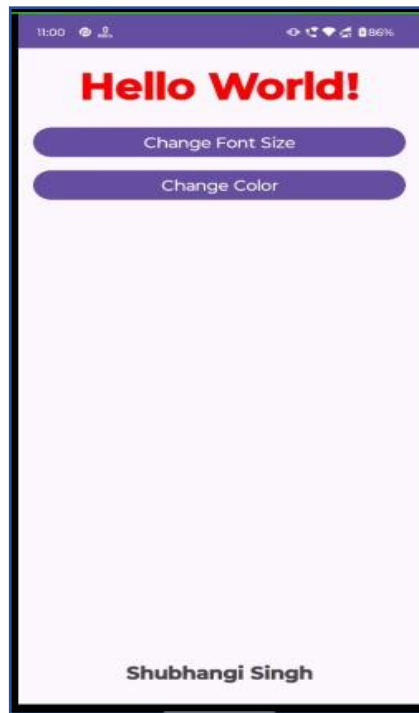 11:00 86%
Hello World!
Change Font Size
Change Color
Shubhangi Singh